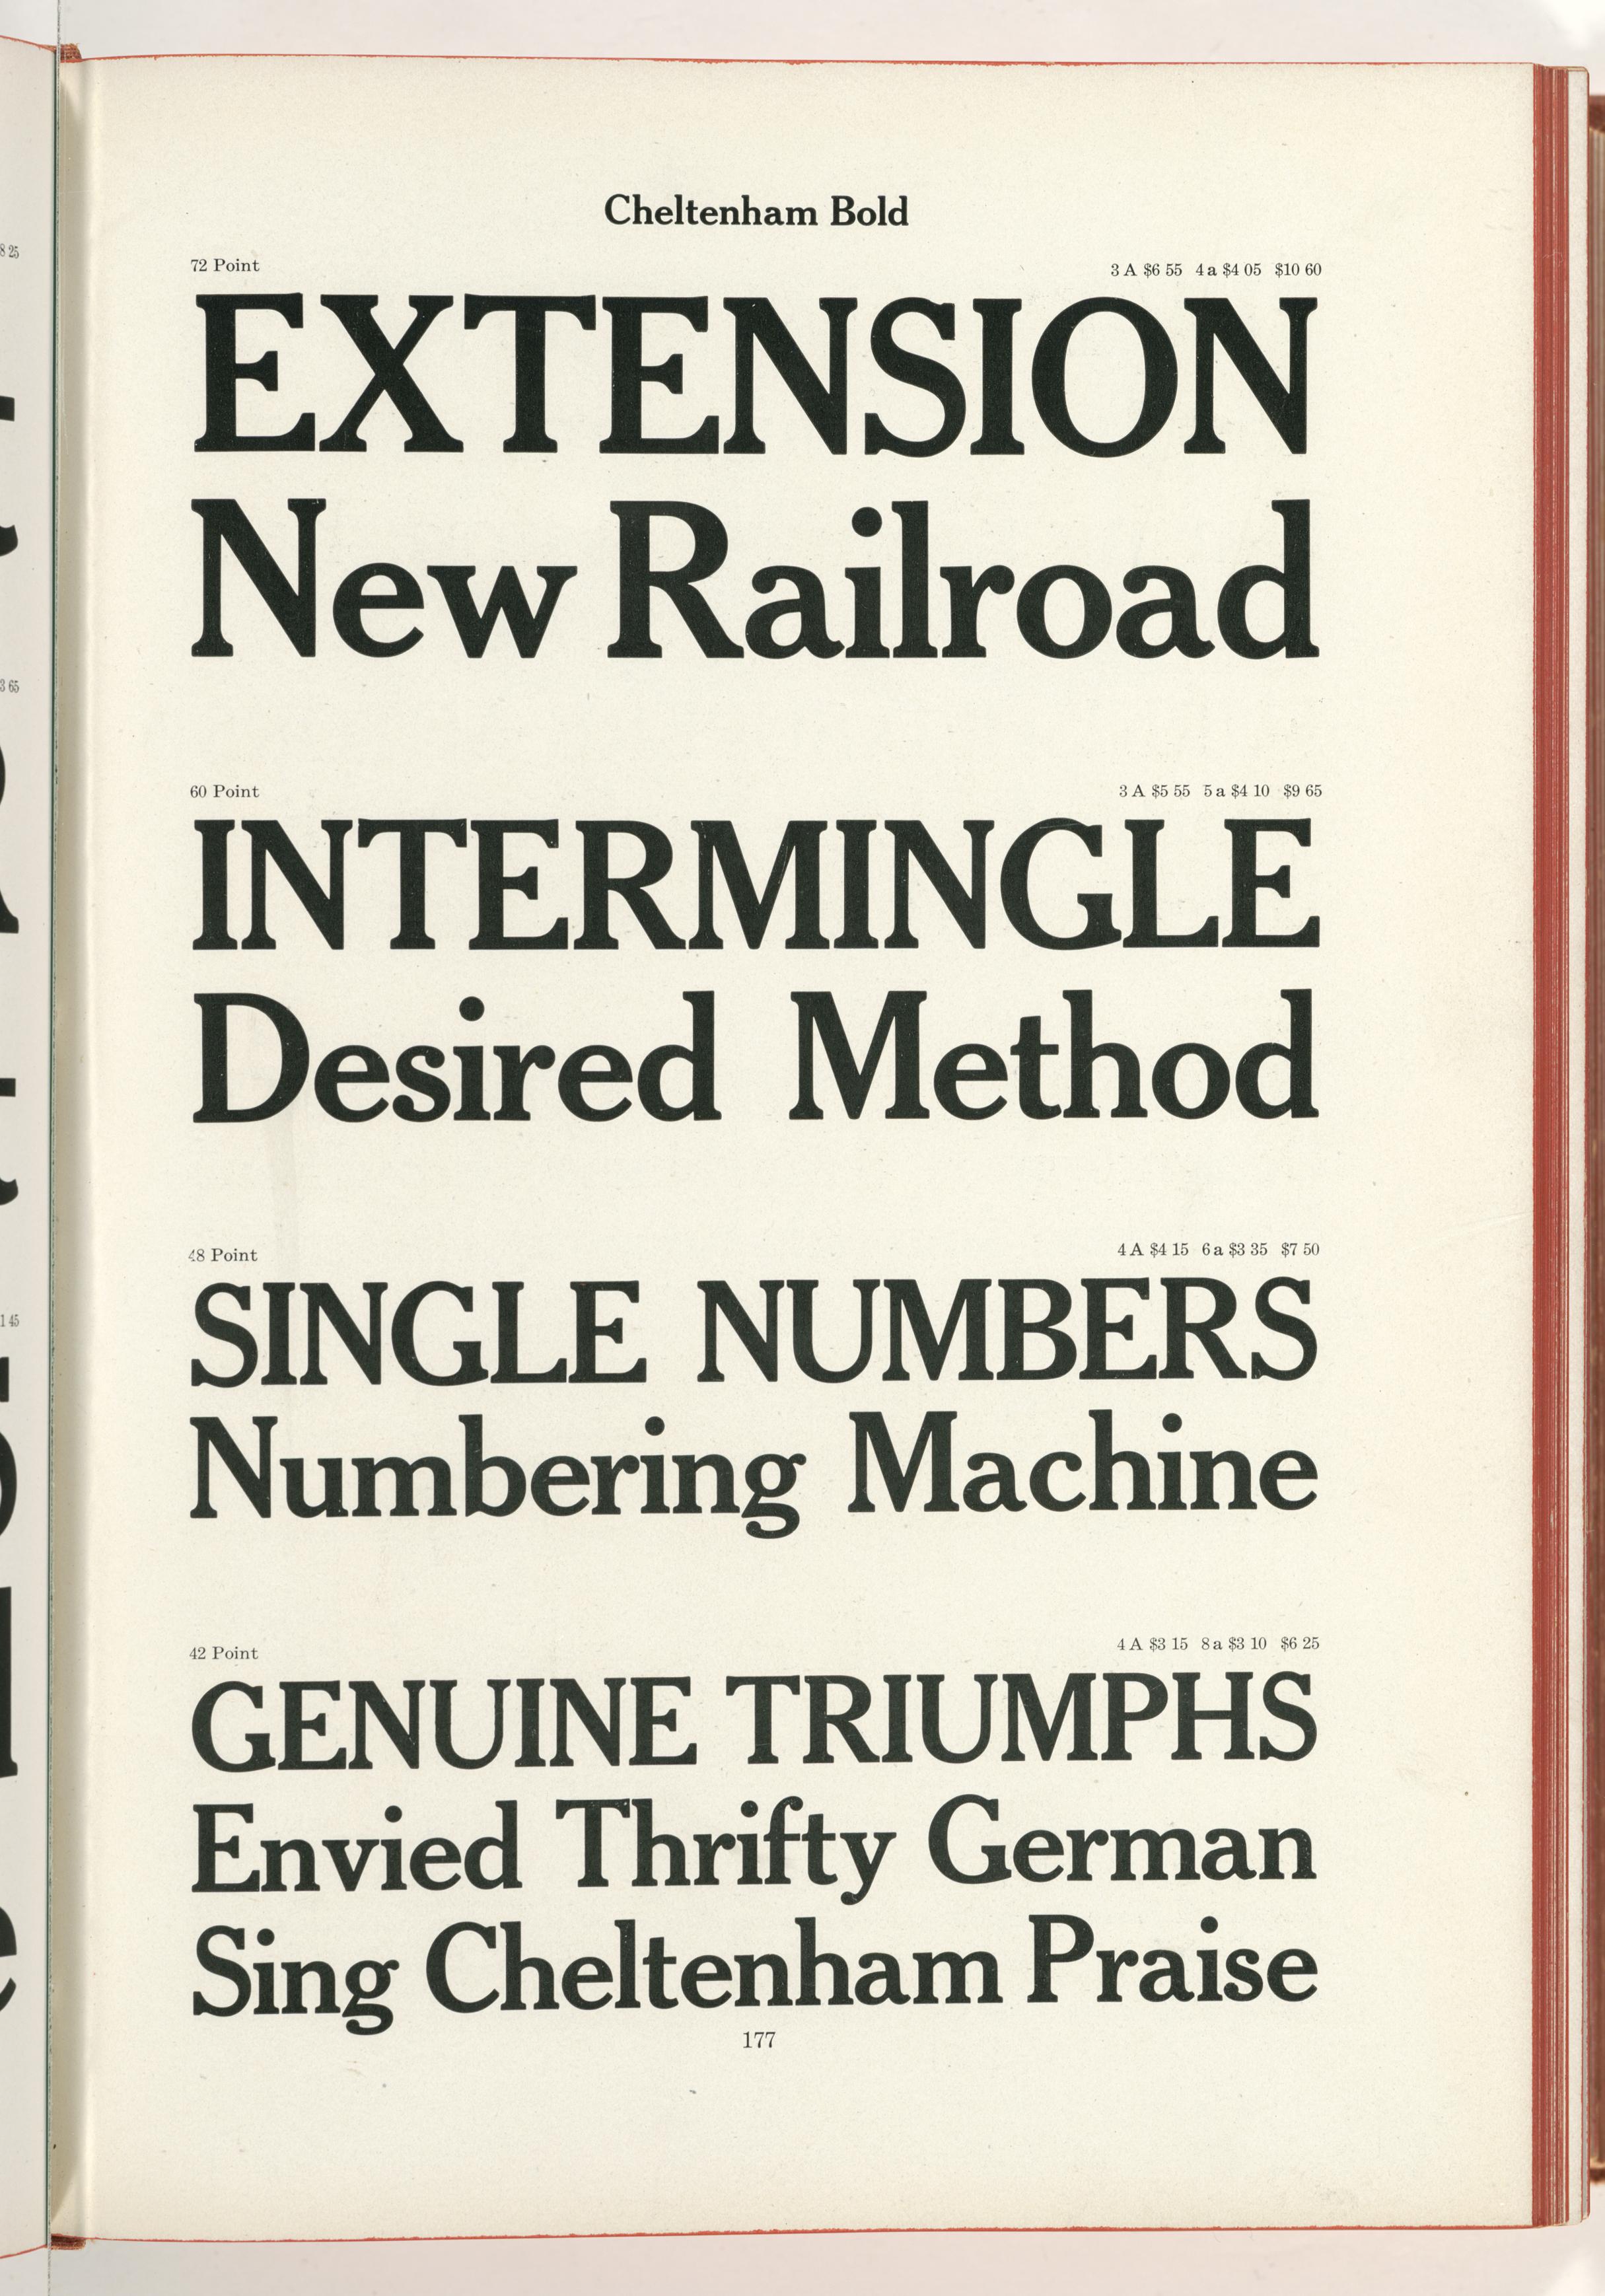 Cheltenham Bold
72 Point 3 A $6 55 4 a $4 05 $10 60
EXTENSION
New Railroad
60 Point 3 A $5 55 5 a $4 10 $9 65
INTERMINGLE
Desired Method
48 Point 4 A $4 15 6 a $3 35 $7 50
SINGLE NUMBERS
Numbering Machine
42 Point 4 A $3 15 8 a $3 10 $6 25
GENUINE TRIUMPHS
Envied Thrifty German
Sing Cheltenham Praise
177